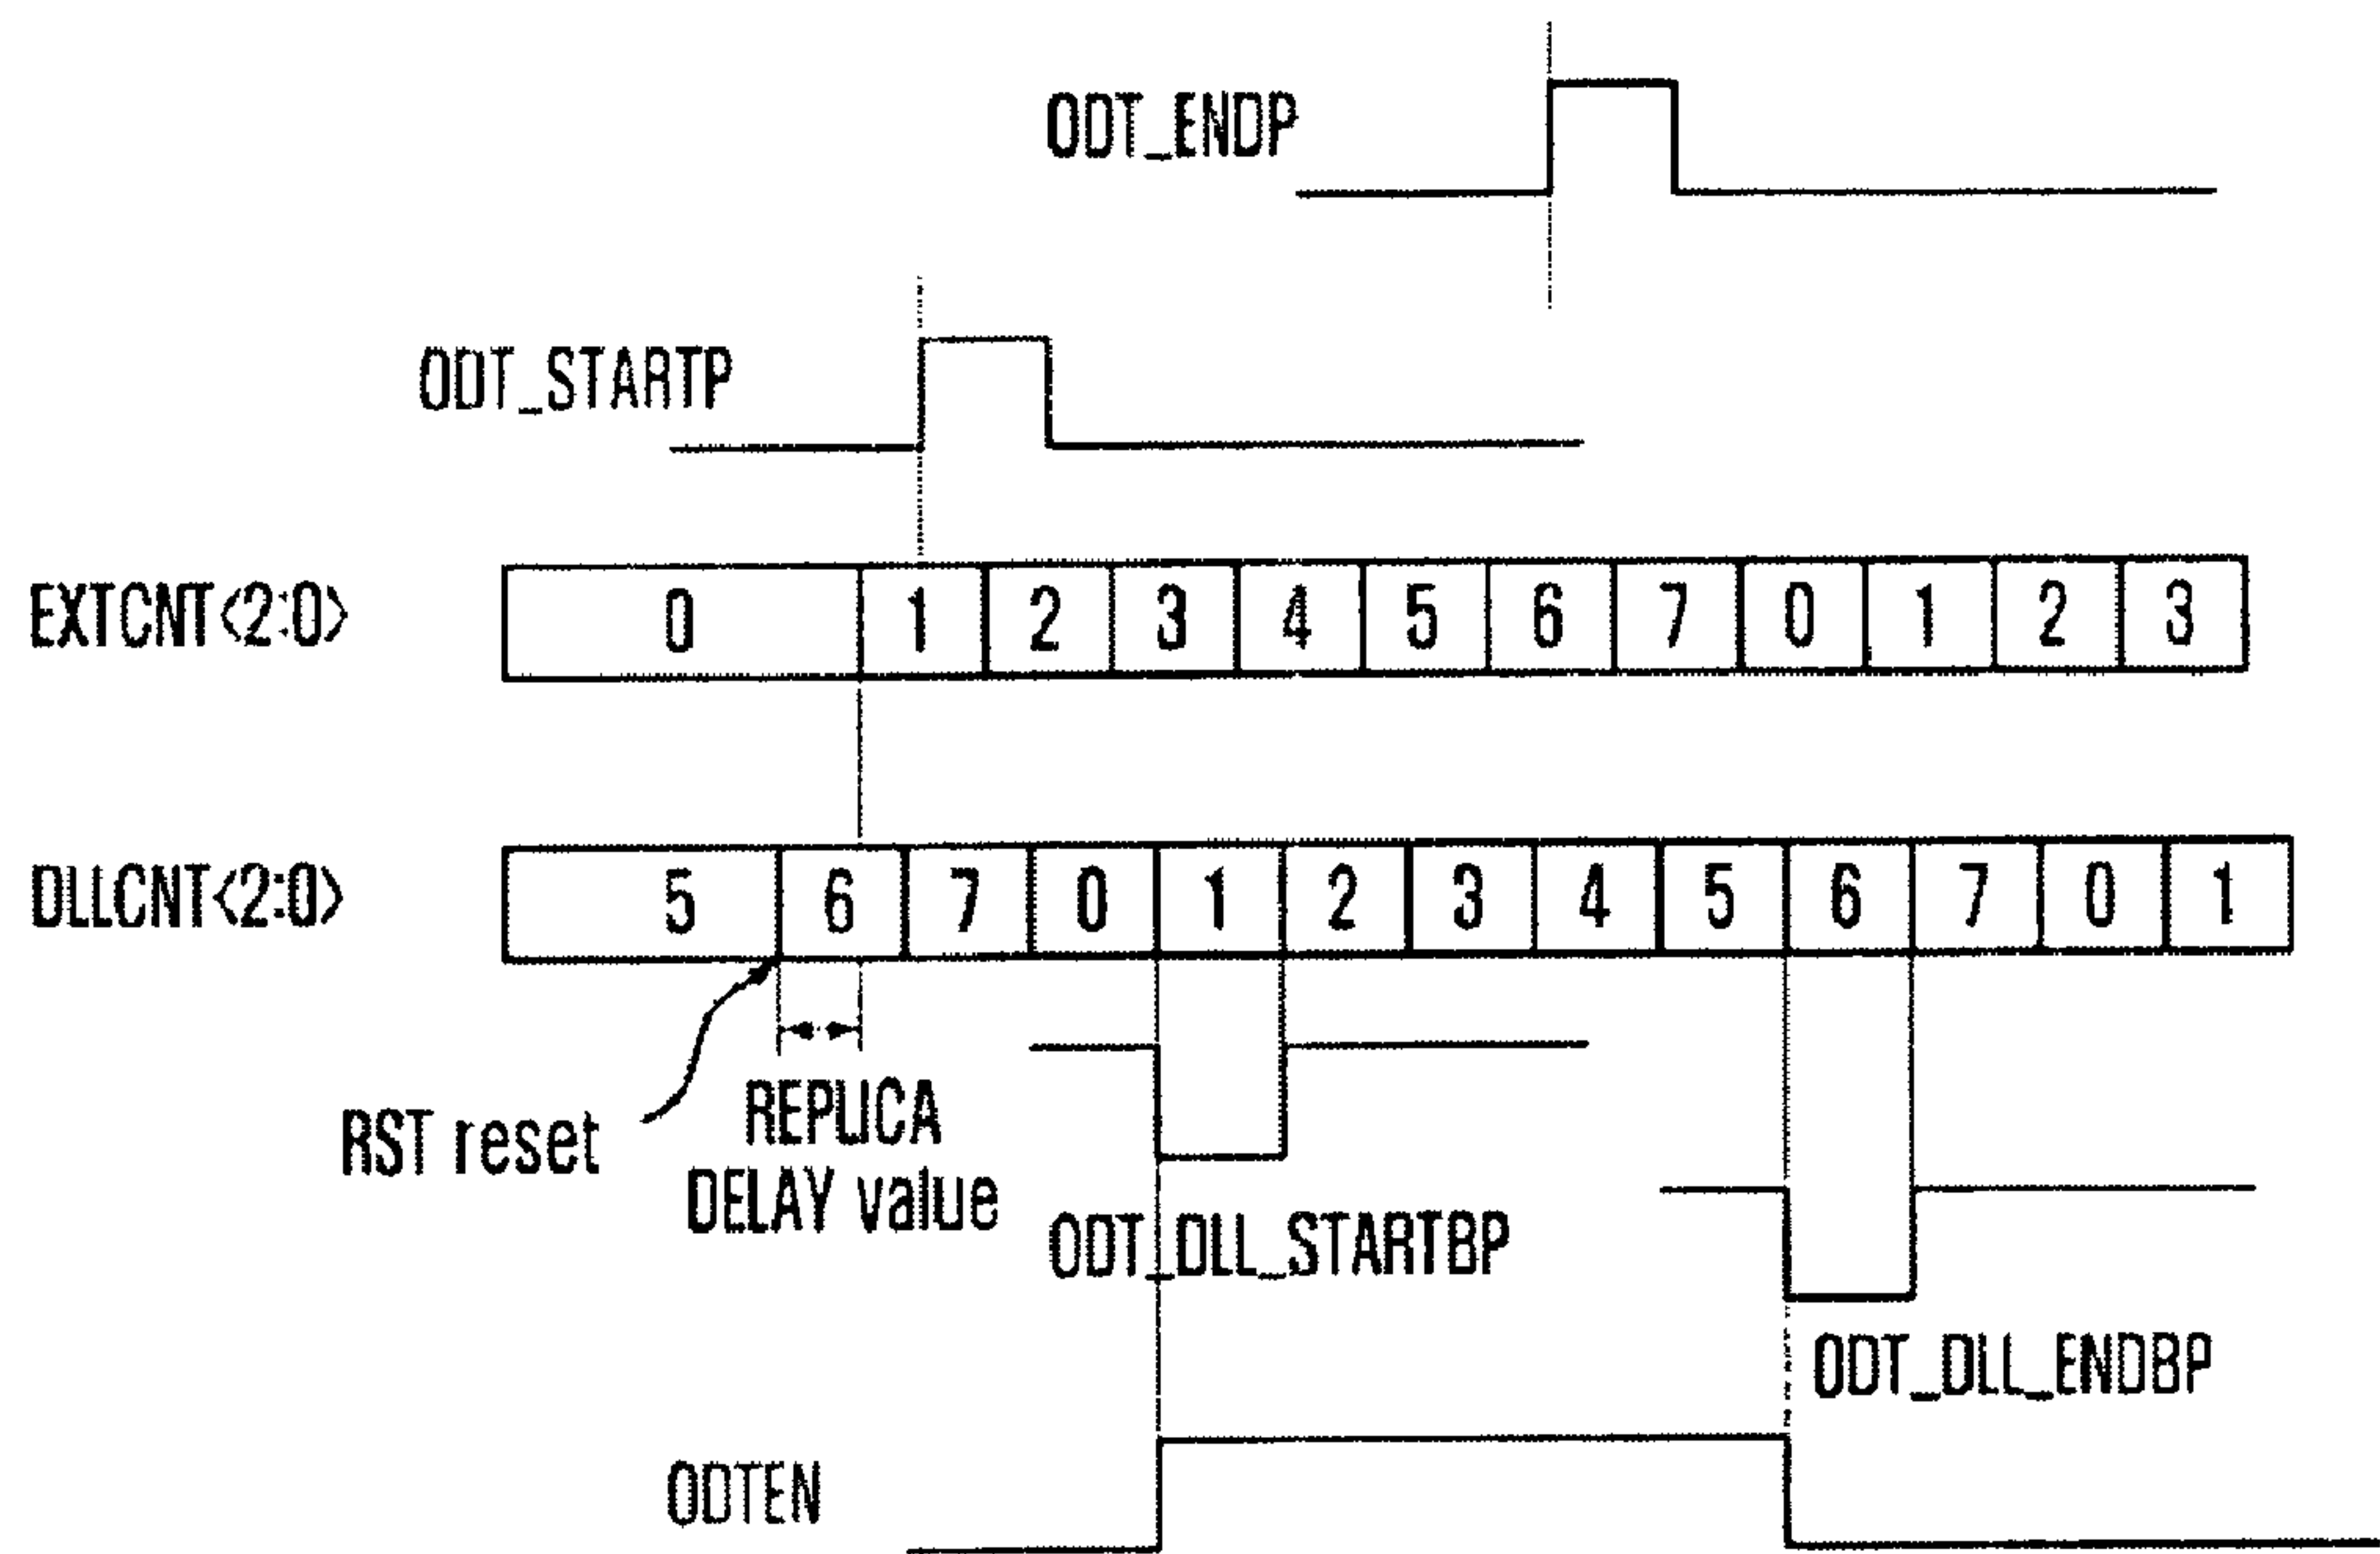 ODT_ENDP
ODT_STARTP
EXTCNT<2:0> 0 1 2 3 4 5 6 7 0 1 2 3
DLLCNT<2:0> 5 6 7 0 1 2 3 4 5 6 7 0 1
RST reset
REPLICA
DELAY value
ODT_DLL_STARTBP
ODT_DLL_ENDBP
ODTEN